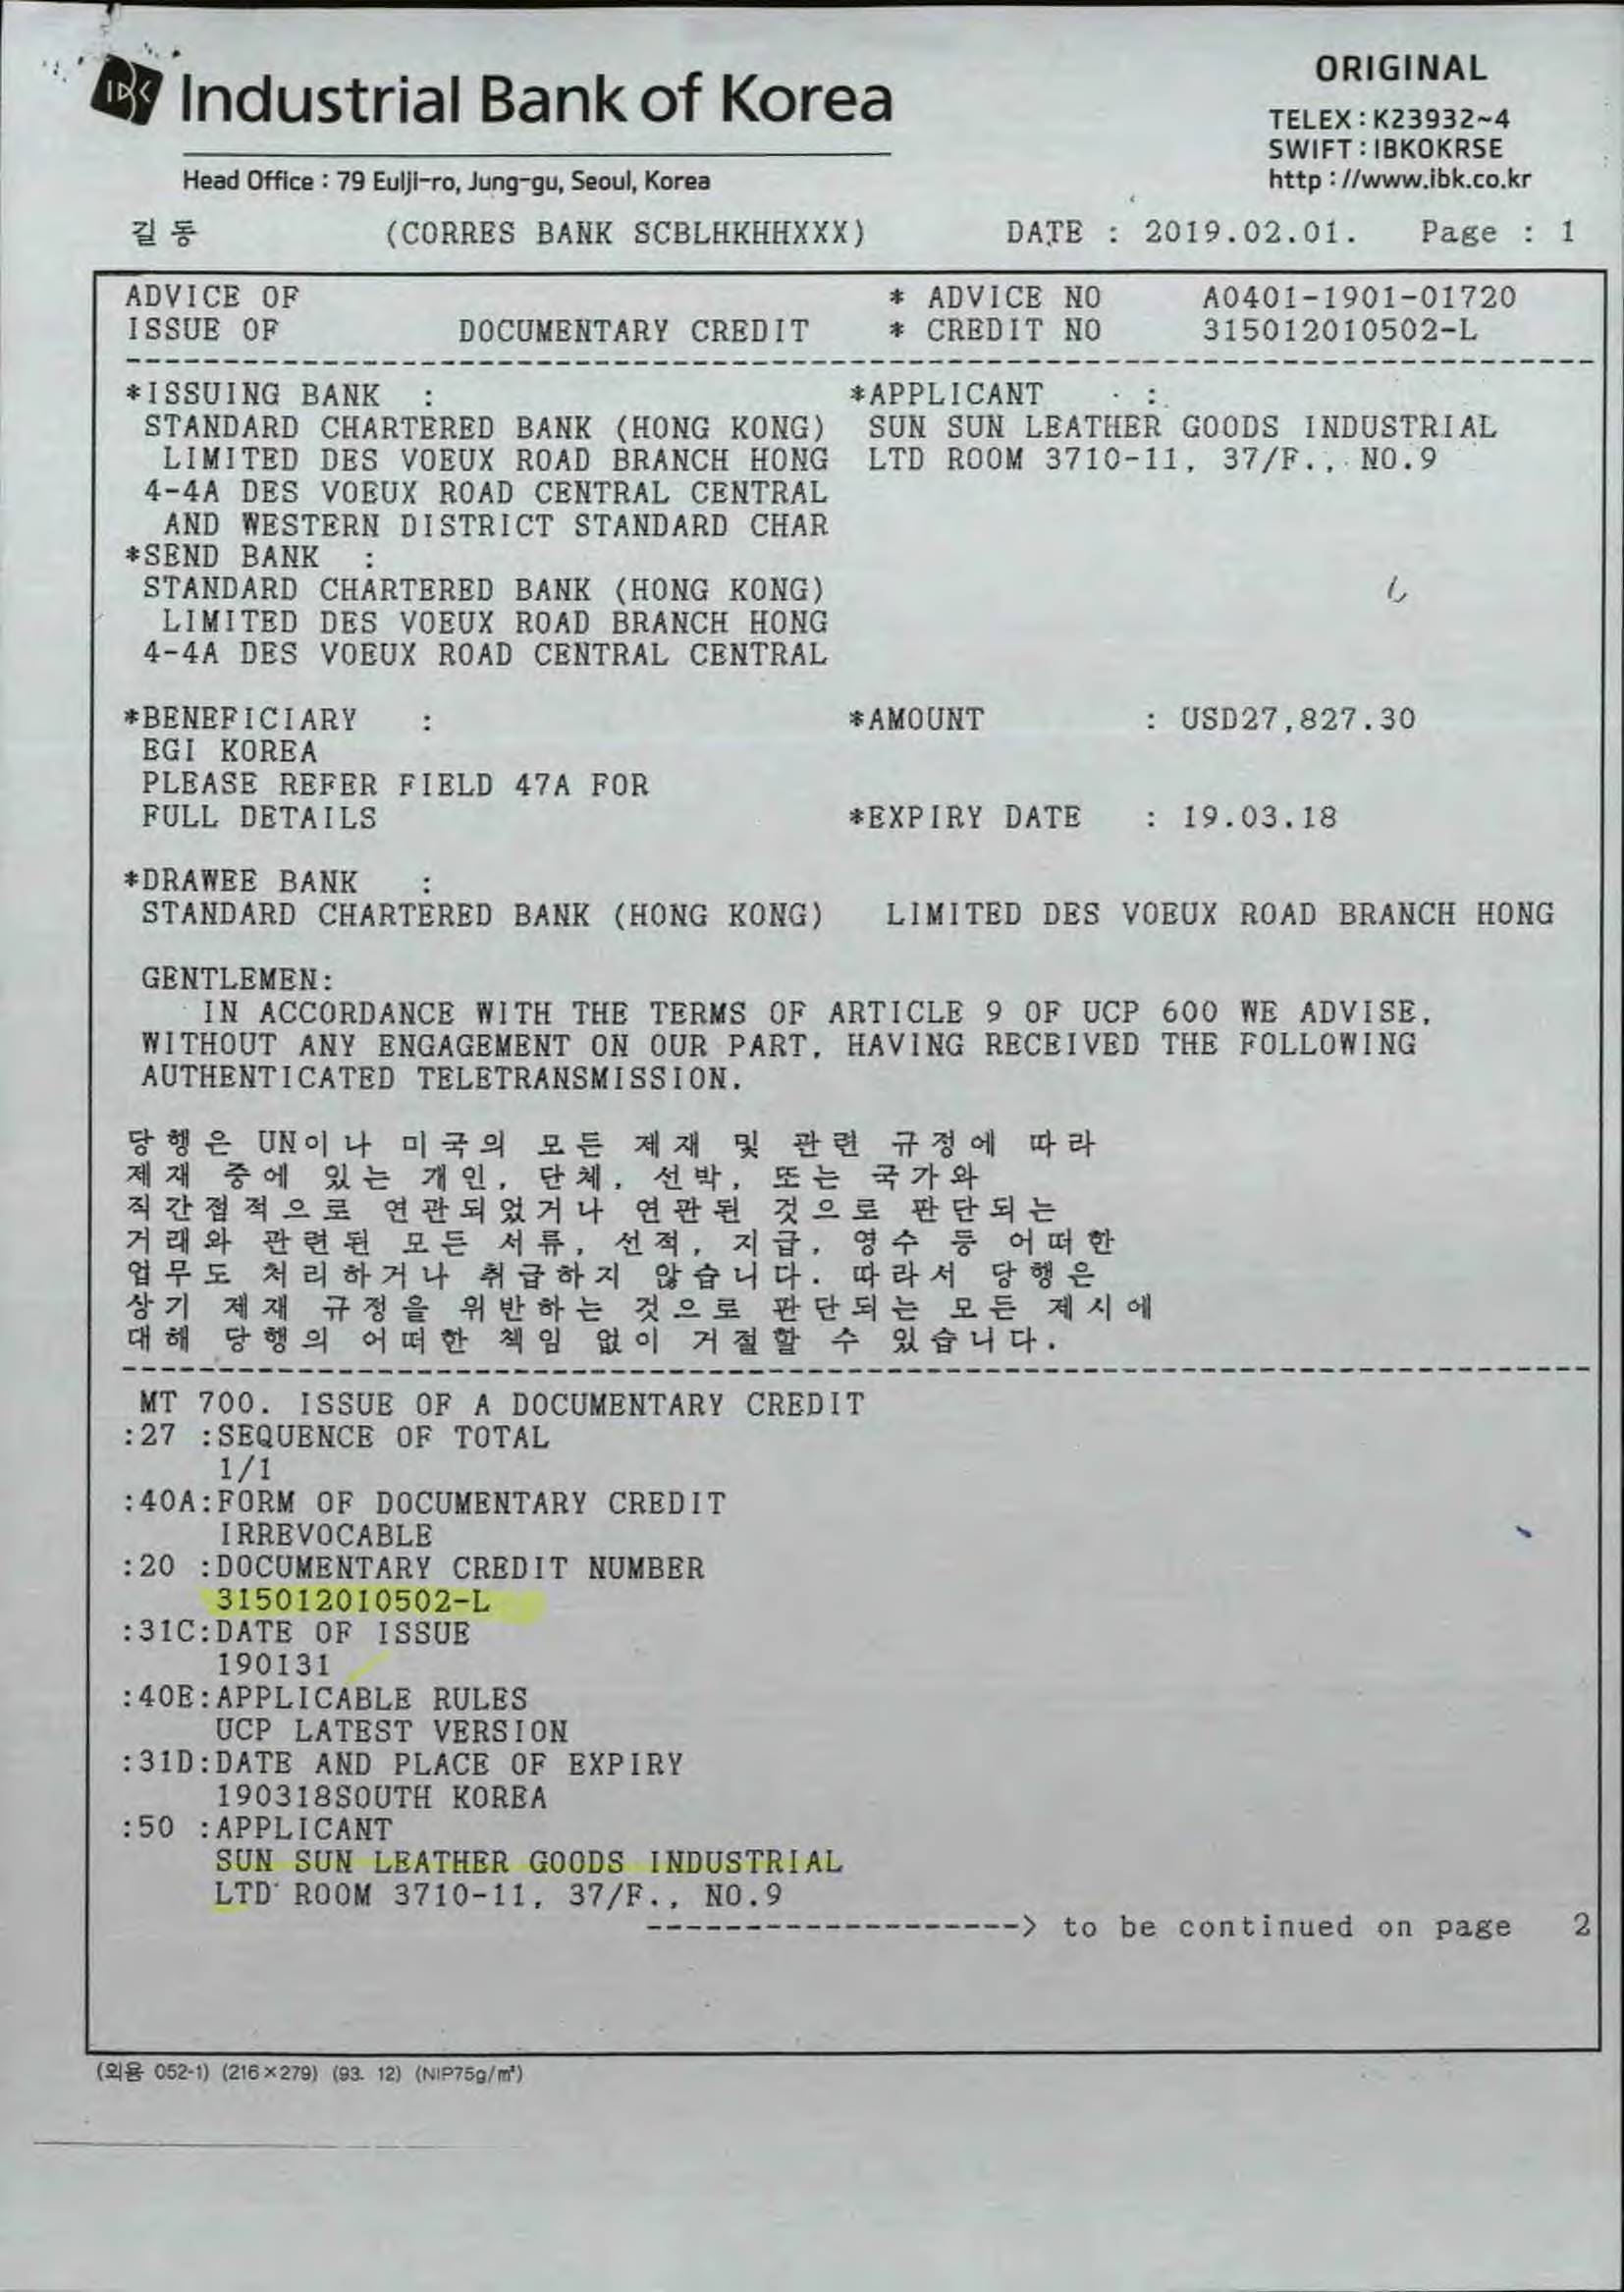 IBK Industrial Bank of Korea
ORIGINAL
TELEX : K23932~4
SWIFT : IBKOKRSE
Head Office : 79 Eulji-ro, Jung-gu, Seoul, Korea
http : //www.ibk.co.kr
길동 (CORRES BANK SCBLHKHHXXX) DATE : 2019.02.01. Page : 1
ADVICE OF * ADVICE NO A0401-1901-01720
ISSUE OF DOCUMENTARY CREDIT * CREDIT NO 315012010502-L
*ISSUING BANK : *APPLICANT :
STANDARD CHARTERED BANK (HONG KONG) SUN SUN LEATHER GOODS INDUSTRIAL
LIMITED DES VOEUX ROAD BRANCH HONG LTD ROOM 3710-11, 37/F., NO.9
4-4A DES VOEUX ROAD CENTRAL CENTRAL
AND WESTERN DISTRICT STANDARD CHAR
*SEND BANK :
STANDARD CHARTERED BANK (HONG KONG)
LIMITED DES VOEUX ROAD BRANCH HONG
4-4A DES VOEUX ROAD CENTRAL CENTRAL
*BENEFICIARY : *AMOUNT : USD27,827.30
EGI KOREA
PLEASE REFER FIELD 47A FOR
FULL DETAILS *EXPIRY DATE : 19.03.18
*DRAWEE BANK :
STANDARD CHARTERED BANK (HONG KONG) LIMITED DES VOEUX ROAD BRANCH HONG
GENTLEMEN:
IN ACCORDANCE WITH THE TERMS OF ARTICLE 9 OF UCP 600 WE ADVISE,
WITHOUT ANY ENGAGEMENT ON OUR PART, HAVING RECEIVED THE FOLLOWING
AUTHENTICATED TELETRANSMISSION.
당행은 UN이나 미국의 모든 제재 및 관련 규정에 따라
제재 중에 있는 개인, 단체, 선박, 또는 국가와
직간접적으로 연관되었거나 연관된 것으로 판단되는
거래와 관련된 모든 서류, 선적, 지급, 영수 등 어떠한
업무도 처리하거나 취급하지 않습니다. 따라서 당행은
상기 제재 규정을 위반하는 것으로 판단되는 모든 제시에
대해 당행의 어떠한 책임 없이 거절할 수 있습니다.
MT 700. ISSUE OF A DOCUMENTARY CREDIT
:27 :SEQUENCE OF TOTAL
1/1
:40A:FORM OF DOCUMENTARY CREDIT
IRREVOCABLE
:20 :DOCUMENTARY CREDIT NUMBER
315012010502-L
:31C:DATE OF ISSUE
190131
:40E:APPLICABLE RULES
UCP LATEST VERSION
:31D:DATE AND PLACE OF EXPIRY
190318SOUTH KOREA
:50 :APPLICANT
SUN SUN LEATHER GOODS INDUSTRIAL
LTD ROOM 3710-11, 37/F., NO.9
-------------------> to be continued on page 2
(외용 052-1) (216×279) (93. 12) (NIP75g/㎡)